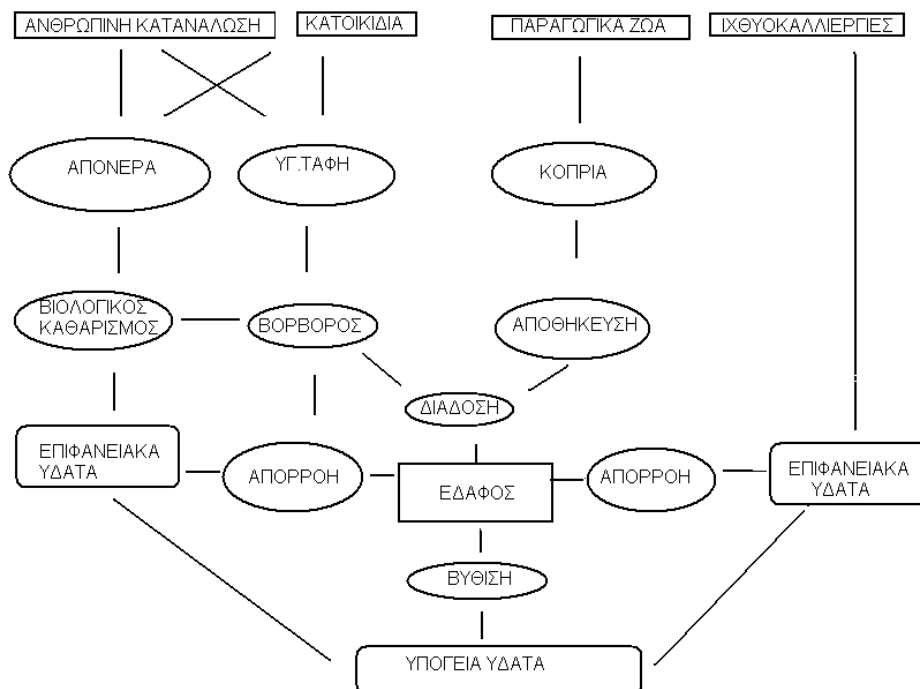 ΑΝΘΡΩΠΙΝΗ ΚΑΤΑΝΑΛΩΣΗ
ΚΑΤΟΙΚΙΔΙΑ
ΠΑΡΑΓΩΓΙΚΑ ΖΩΑ
ΙΧΘΥΟΚΑΛΛΙΕΡΓΙΕΣ
ΑΠΟΝΕΡΑ
ΥΓ.ΤΑΦΗ
ΚΟΠΡΙΑ
ΒΙΟΛΟΓΙΚΟΣ
ΚΑΘΑΡΙΣΜΟΣ
ΒΟΡΒΟΡΟΣ
ΑΠΟΘΗΚΕΥΣΗ
ΔΙΑΔΟΣΗ
ΕΠΙΦΑΝΕΙΑΚΑ
ΥΔΑΤΑ
ΑΠΟΡΡΟΗ
ΕΔΑΦΟΣ
ΑΠΟΡΡΟΗ
ΕΠΙΦΑΝΕΙΑΚΑ
ΥΔΑΤΑ
ΒΥΘΙΣΗ
ΥΠΟΓΕΙΑ ΥΔΑΤΑ